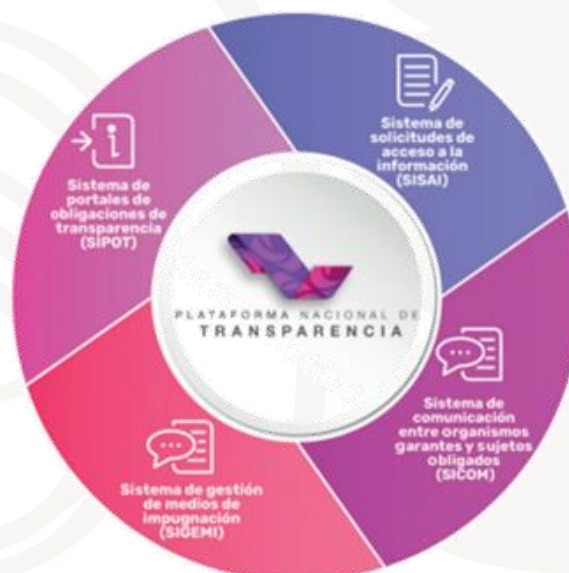 Sistema de
solicitudes de
acceso a la
información
(SISAI)
Sistema de
portales de
obligaciones de
transparencia
(SIPOT)
PLATAFORMA NACIONAL DE
TRANSPARENCIA
Sistema de
comunicación
entre organismos
garantes y sujetos
obligados
(SICOM)
Sistema de gestión
de medios de
impugnación
(SIGEMI)